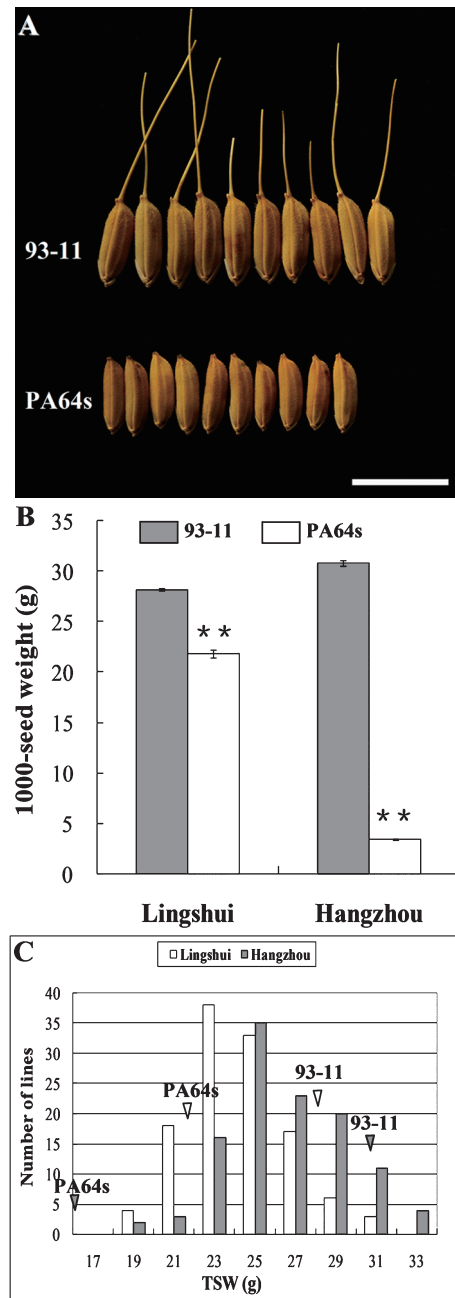 A
93-11
PA64s
B
93-11 PA64s
1000-seed weight (g)
35
30
25
20
15
10
5
0
**
**
Lingshui Hangzhou
C
Lingshui Hangzhou
Number of lines
40
35
30
25
20
15
10
5
0
PA64s
PA64s
93-11
93-11
17 19 21 23 25 27 29 31 33
TSW (g)